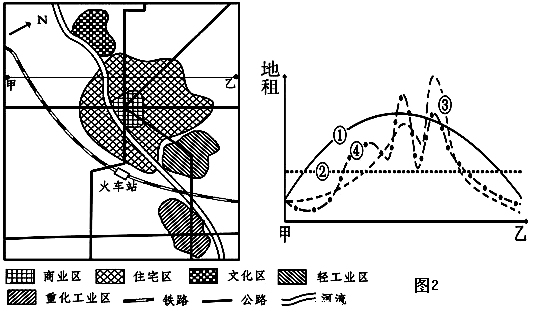 N
甲
乙
火车站
地租
①
②
③
④
甲
乙
商业区 住宅区 文化区 轻工业区
重化工业区 铁路 公路 河流
图2